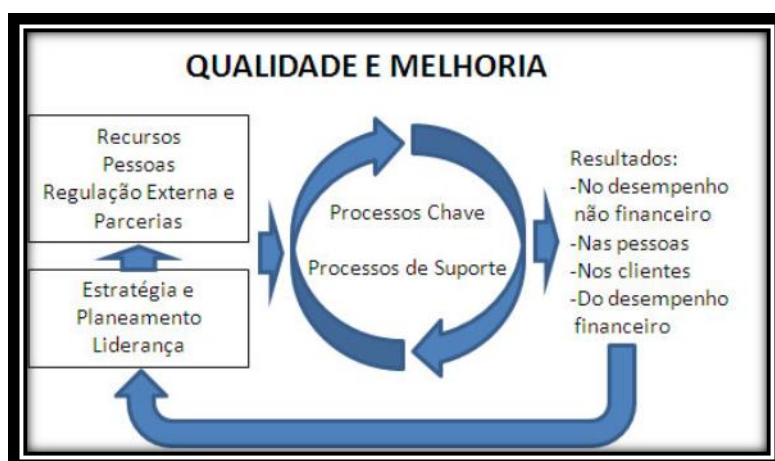 QUALIDADE E MELHORIA
Recursos
Pessoas
Regulação Externa e
Parcerias
Estratégia e
Planeamento
Liderança
Processos Chave
Processos de Suporte
Resultados:
-No desempenho
não financeiro
-Nas pessoas
-Nos clientes
-Do desempenho
financeiro